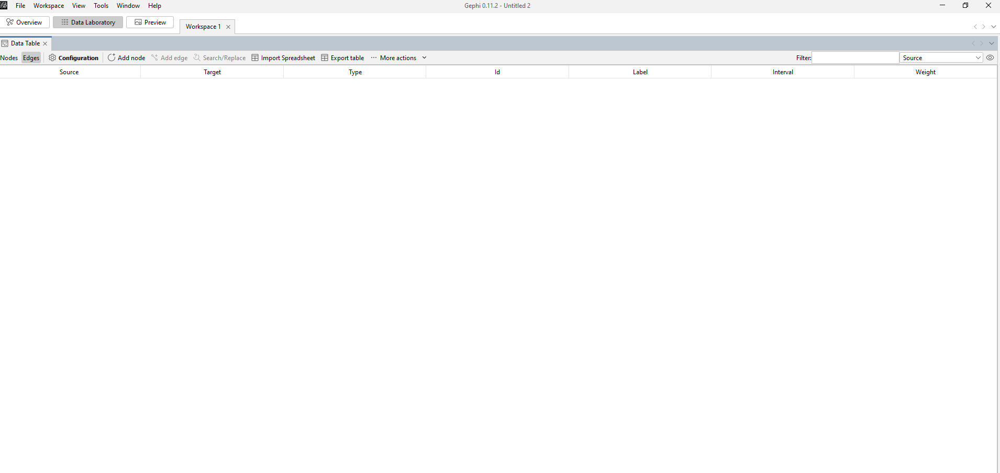 File Workspace View Tools Window Help Gephi 0.11.2 - Untitled 2
Overview Data Laboratory Preview Workspace 1
Data Table
Nodes Edges Configuration Add node Add edge Search/Replace Import Spreadsheet Export table More actions Filter: Source
Source Target Type Id Label Interval Weight